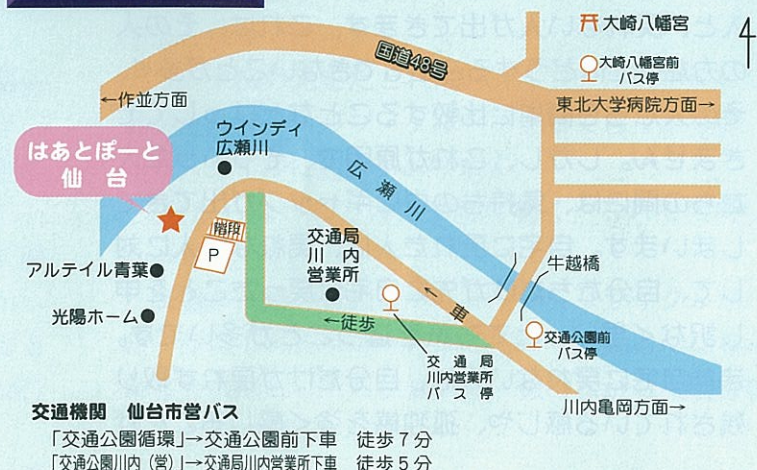 大崎八幡宮
国道48号
大崎八幡宮前
バス停
←作並方面
東北大学病院方面→
ウインディ
広瀬川
はあとぽーと
仙台
広瀬川
階段
P
交通局
川内
営業所
アルテイル青葉
牛越橋
←車
光陽ホーム
←徒歩
交通公園前
バス停
交通局
川内営業所
バス停
川内亀岡方面→
交通機関 仙台市営バス
「交通公園循環」→交通公園前下車 徒歩7分
「交通公園川内（営）」→交通局川内営業所下車 徒歩5分